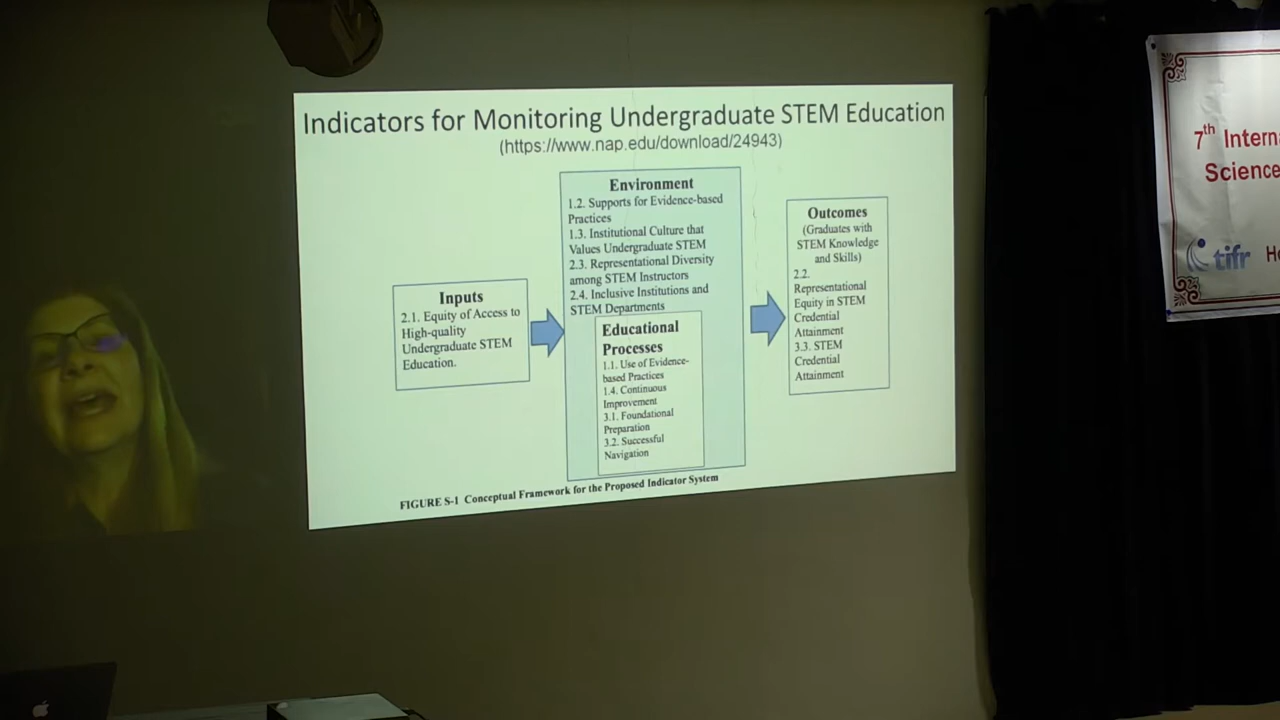 Indicators for Monitoring Undergraduate STEM Education
(https://www.nap.edu/download/24943)
Inputs
2.1. Equity of Access to
High-quality
Undergraduate STEM
Education.
Environment
1.2. Supports for Evidence-based
Practices
1.3. Institutional Culture that
Values Undergraduate STEM
2.3. Representational Diversity
among STEM Instructors
2.4. Inclusive Institutions and
STEM Departments
Educational
Processes
1.1. Use of Evidence-
based Practices
1.4. Continuous
Improvement
3.1. Foundational
Preparation
3.2. Successful
Navigation
Outcomes
(Graduates with
STEM Knowledge
and Skills)
2.2.
Representational
Equity in STEM
Credential
Attainment
3.3. STEM
Credential
Attainment
FIGURE S-1 Conceptual Framework for the Proposed Indicator System
7th Intern
Science
tifr Ho